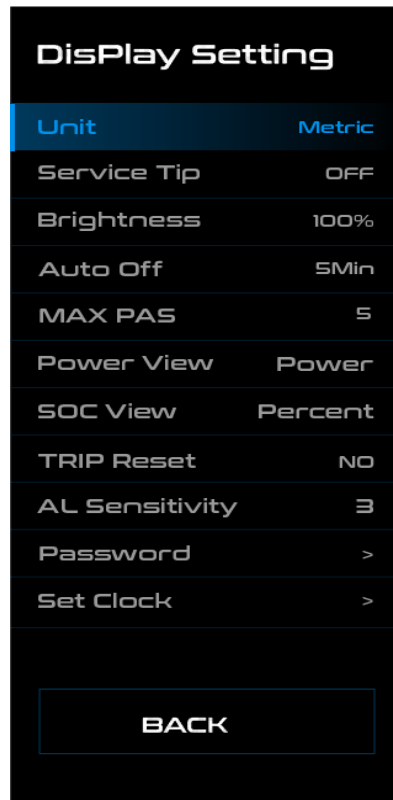 DisPlay Setting
Unit Metric
Service Tip OFF
Brightness 100%
Auto Off 5Min
MAX PAS 5
Power View Power
SOC View Percent
TRIP Reset NO
AL Sensitivity 3
Password >
Set Clock >
BACK